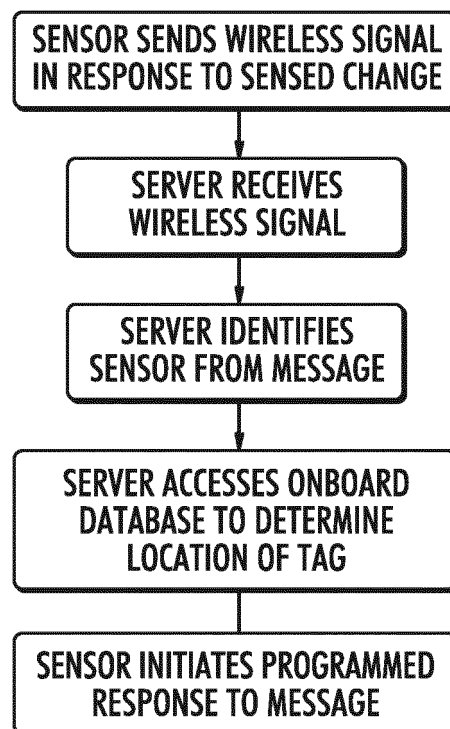 SENSOR SENDS WIRELESS SIGNAL
IN RESPONSE TO SENSED CHANGE
SERVER RECEIVES
WIRELESS SIGNAL
SERVER IDENTIFIES
SENSOR FROM MESSAGE
SERVER ACCESSES ONBOARD
DATABASE TO DETERMINE
LOCATION OF TAG
SENSOR INITIATES PROGRAMMED
RESPONSE TO MESSAGE